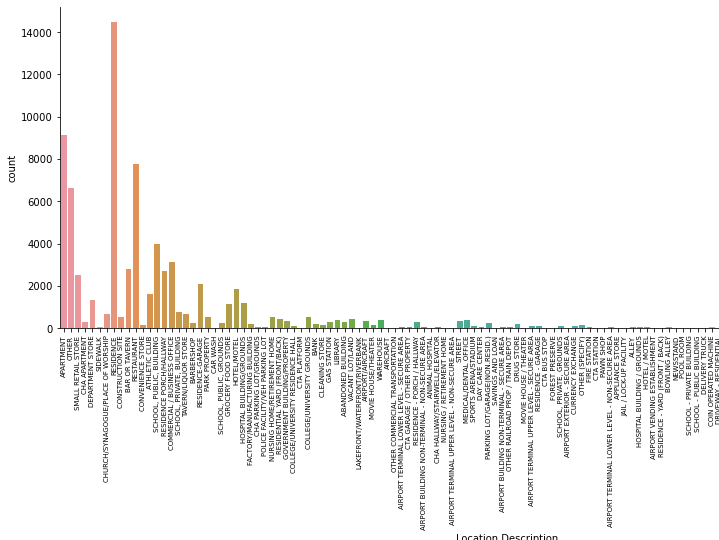 14000
12000
10000
8000
6000
4000
2000
0
count
APARTMENT
OTHER
SMALL RETAIL STORE
CHA APARTMENT
DEPARTMENT STORE
SIDEWALK
CHURCH/SYNAGOGUE/PLACE OF WORSHIP
RESIDENCE
CONSTRUCTION SITE
BAR OR TAVERN
RESTAURANT
CONVENIENCE STORE
ATHLETIC CLUB
SCHOOL, PUBLIC, BUILDING
RESIDENCE PORCH/HALLWAY
COMMERCIAL / BUSINESS OFFICE
SCHOOL, PRIVATE, BUILDING
TAVERN/LIQUOR STORE
BARBERSHOP
RESIDENCE-GARAGE
PARK PROPERTY
CAR WASH
SCHOOL, PUBLIC, GROUNDS
GROCERY FOOD STORE
HOTEL/MOTEL
HOSPITAL BUILDING/GROUNDS
FACTORY/MANUFACTURING BUILDING
CHA PARKING LOT/GROUNDS
POLICE FACILITY/VEH PARKING LOT
NURSING HOME/RETIREMENT HOME
RESIDENTIAL YARD (FRONT/BACK)
GOVERNMENT BUILDING/PROPERTY
COLLEGE/UNIVERSITY RESIDENCE HALL
CTA PLATFORM
COLLEGE/UNIVERSITY GROUNDS
BANK
CLEANING STORE
GAS STATION
LIBRARY
ABANDONED BUILDING
VACANT LOT/LAND
LAKEFRONT/WATERFRONT/RIVERBANK
AIRPORT/AIRCRAFT
MOVIE HOUSE/THEATER
WAREHOUSE
AIRCRAFT
OTHER COMMERCIAL TRANSPORTATION
AIRPORT TERMINAL LOWER LEVEL - SECURE AREA
CTA GARAGE / OTHER PROPERTY
RESIDENCE - PORCH / HALLWAY
AIRPORT BUILDING NON-TERMINAL - NON-SECURE AREA
ANIMAL HOSPITAL
CHA HALLWAY/STAIRWELL/ELEVATOR
NURSING / RETIREMENT HOME
AIRPORT TERMINAL UPPER LEVEL - NON-SECURE AREA
STREET
MEDICAL/DENTAL OFFICE
SPORTS ARENA/STADIUM
DAY CARE CENTER
PARKING LOT/GARAGE(NON.RESID.)
SAVINGS AND LOAN
AIRPORT BUILDING NON-TERMINAL - SECURE AREA
OTHER RAILROAD PROP / TRAIN DEPOT
DRUG STORE
MOVIE HOUSE / THEATER
AIRPORT TERMINAL UPPER LEVEL - SECURE AREA
RESIDENCE - GARAGE
CTA BUS STOP
FOREST PRESERVE
SCHOOL, PRIVATE, GROUNDS
AIRPORT EXTERIOR - SECURE AREA
CURRENCY EXCHANGE
OTHER (SPECIFY)
FIRE STATION
CTA STATION
PAWN SHOP
AIRPORT TERMINAL LOWER LEVEL - NON-SECURE AREA
APPLIANCE STORE
JAIL / LOCK-UP FACILITY
ALLEY
HOSPITAL BUILDING / GROUNDS
HOTEL / MOTEL
AIRPORT VENDING ESTABLISHMENT
RESIDENCE - YARD (FRONT / BACK)
BOWLING ALLEY
NEWSSTAND
POOL ROOM
SCHOOL - PRIVATE BUILDING
SCHOOL - PUBLIC BUILDING
DELIVERY TRUCK
COIN OPERATED MACHINE
DRIVEWAY - RESIDENTIAL
Location Description